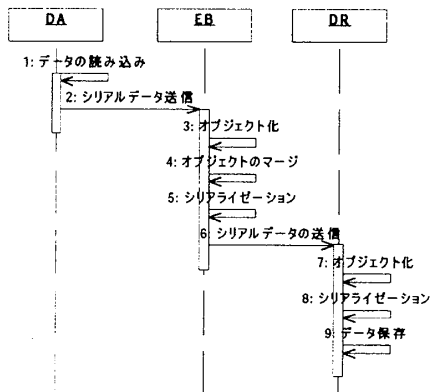 DA
EB
DR
1: データの読み込み
2: シリアルデータ送信
3: オブジェクト化
4: オブジェクトのマージ
5: シリアライゼーション
6: シリアルデータの送信
7: オブジェクト化
8: シリアライゼーション
9: データ保存